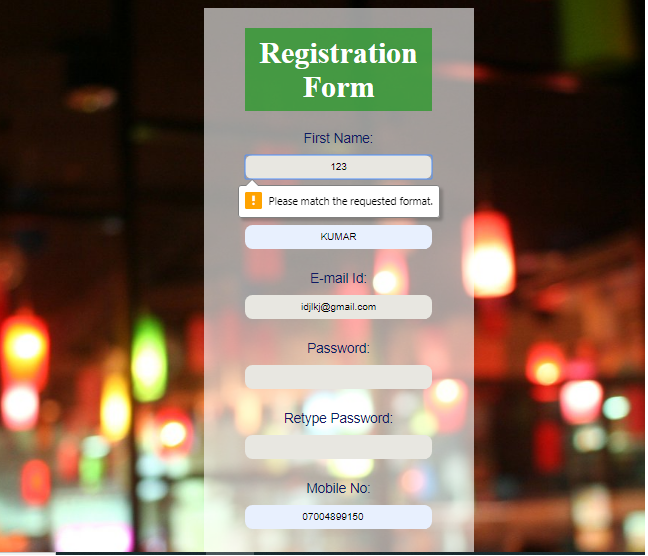 Registration
Form
First Name:
123
Please match the requested format.
KUMAR
E-mail Id:
idjlkj@gmail.com
Password:
Retype Password:
Mobile No:
07004899150